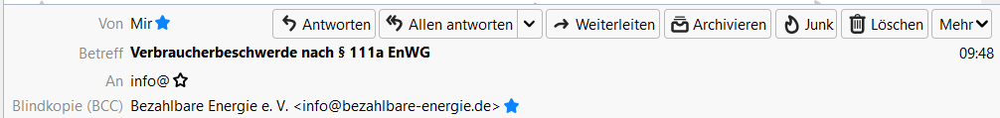 Von Mir Antworten Allen antworten Weiterleiten Archivieren Junk Löschen Mehr
Betreff Verbraucherbeschwerde nach § 111a EnWG 09:48
An info@
Blindkopie (BCC) Bezahlbare Energie e. V. <info@bezahlbare-energie.de>